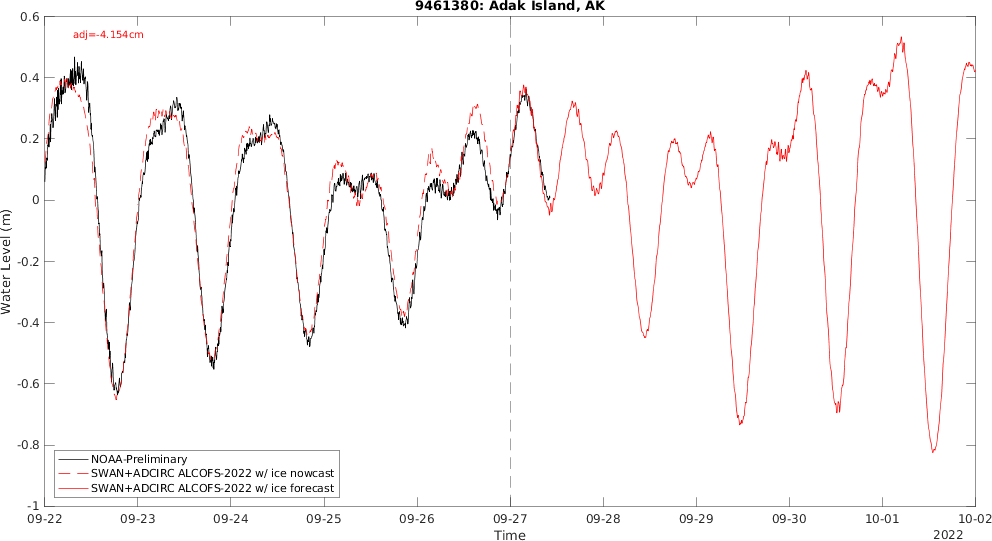 9461380: Adak Island, AK
adj=-4.154cm
Water Level (m)
0.6
0.4
0.2
0
-0.2
-0.4
-0.6
-0.8
-1
NOAA-Preliminary
SWAN+ADCIRC ALCOFS-2022 w/ ice nowcast
SWAN+ADCIRC ALCOFS-2022 w/ ice forecast
09-22 09-23 09-24 09-25 09-26 09-27 09-28 09-29 09-30 10-01 10-02
Time
2022